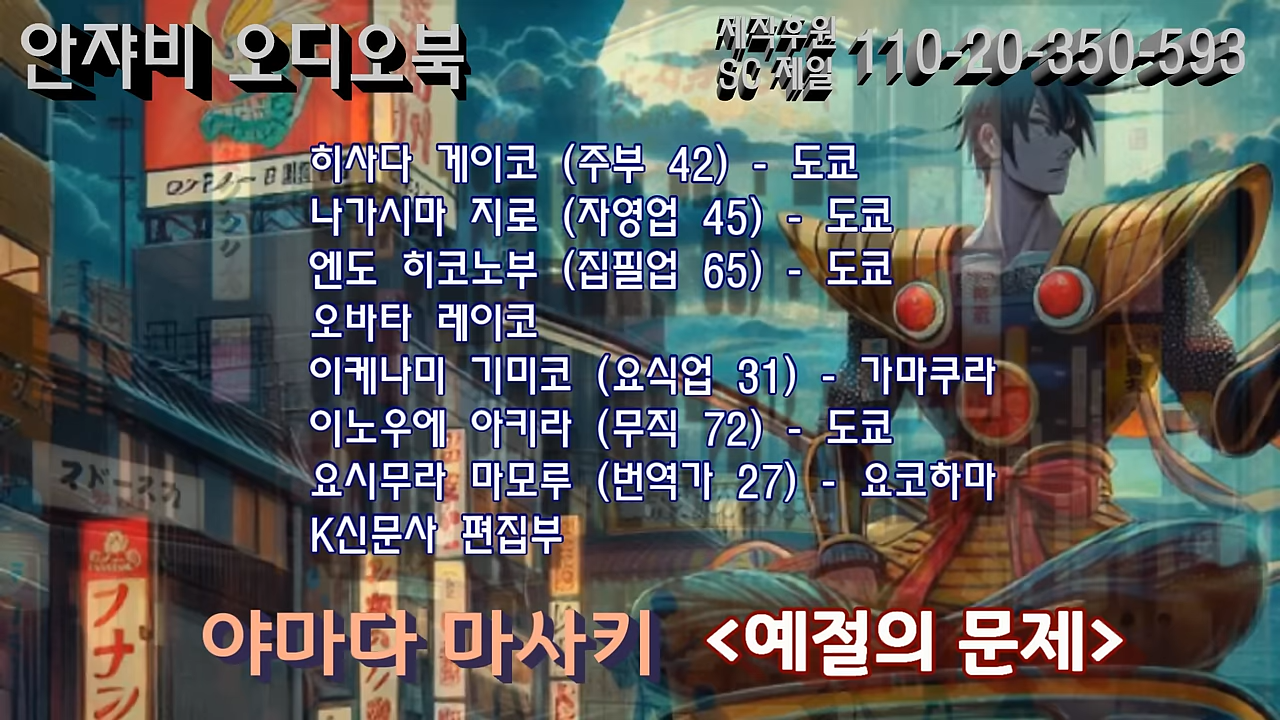 안쟈비 오디오북
제작후원
SC 제일
110-20-350-593
히사다 게이코 (주부 42) - 도쿄
나가시마 지로 (자영업 45) - 도쿄
엔도 히코노부 (집필업 65) - 도쿄
오바타 레이코
이케나미 기미코 (요식업 31) - 가마쿠라
이노우에 아키라 (무직 72) - 도쿄
요시무라 마모루 (번역가 27) - 요코하마
K신문사 편집부
야마다 마사키 <예절의 문제>
フナン